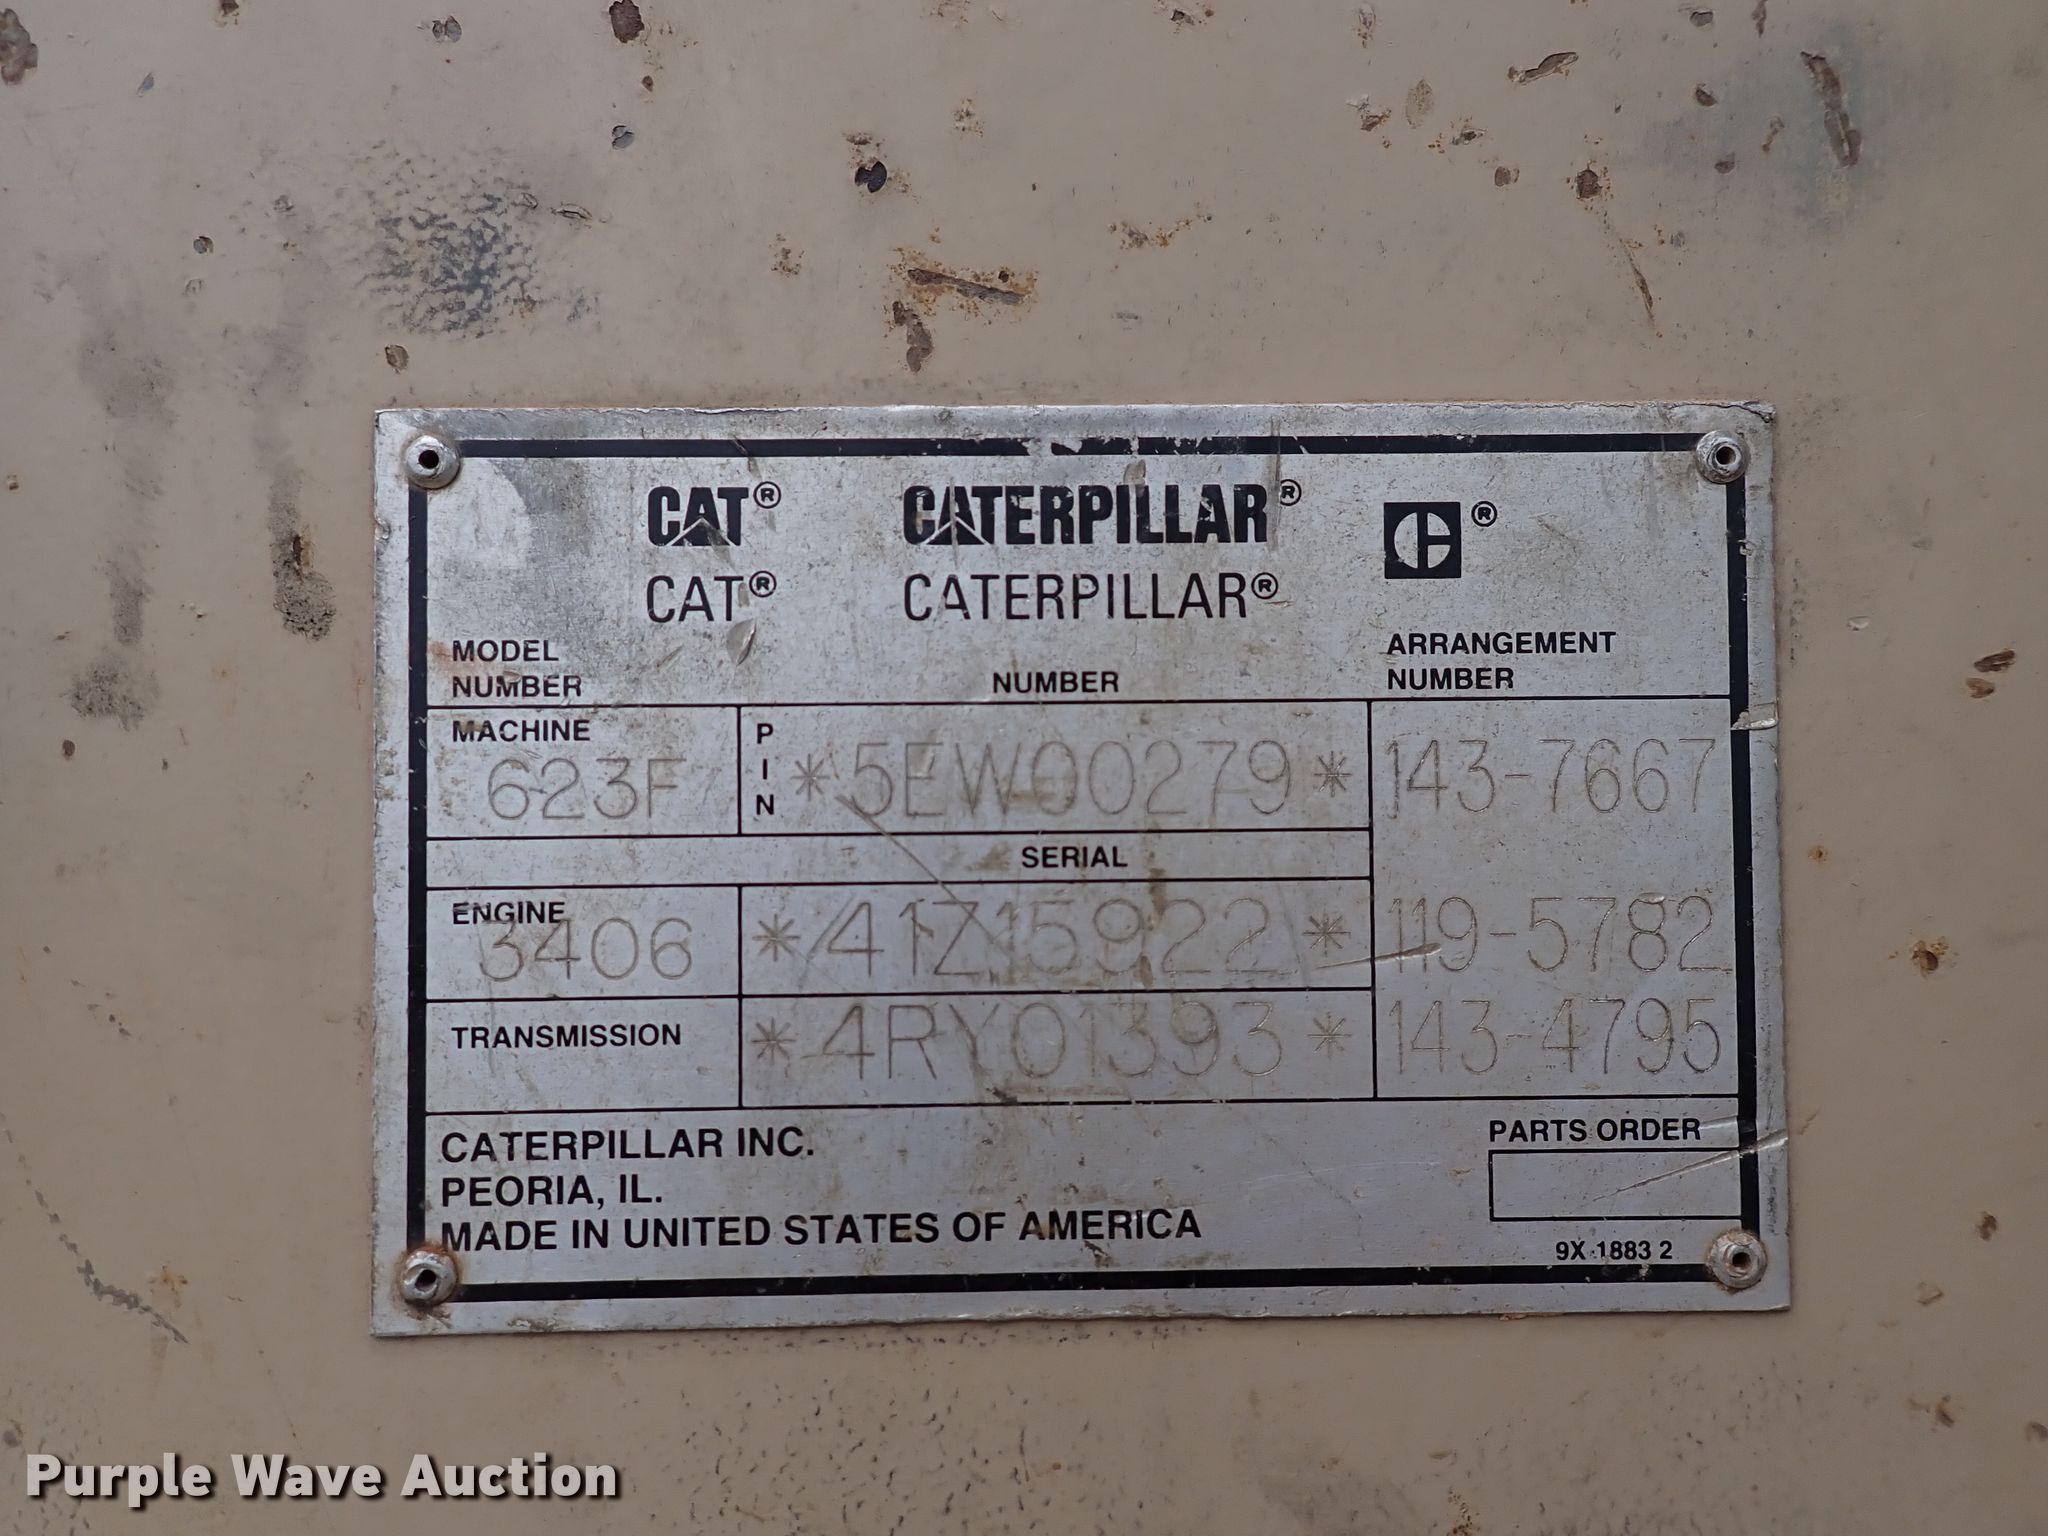 CAT® CATERPILLAR® ®
CAT® CATERPILLAR®
MODEL NUMBER NUMBER ARRANGEMENT NUMBER
MACHINE
623F PIN *5EW00279* 143-7667
SERIAL
ENGINE
3406 *41Z15922* 119-5782
TRANSMISSION *4RY01393* 143-4795
CATERPILLAR INC.
PEORIA, IL.
MADE IN UNITED STATES OF AMERICA
PARTS ORDER
9X 1883 2
Purple Wave Auction